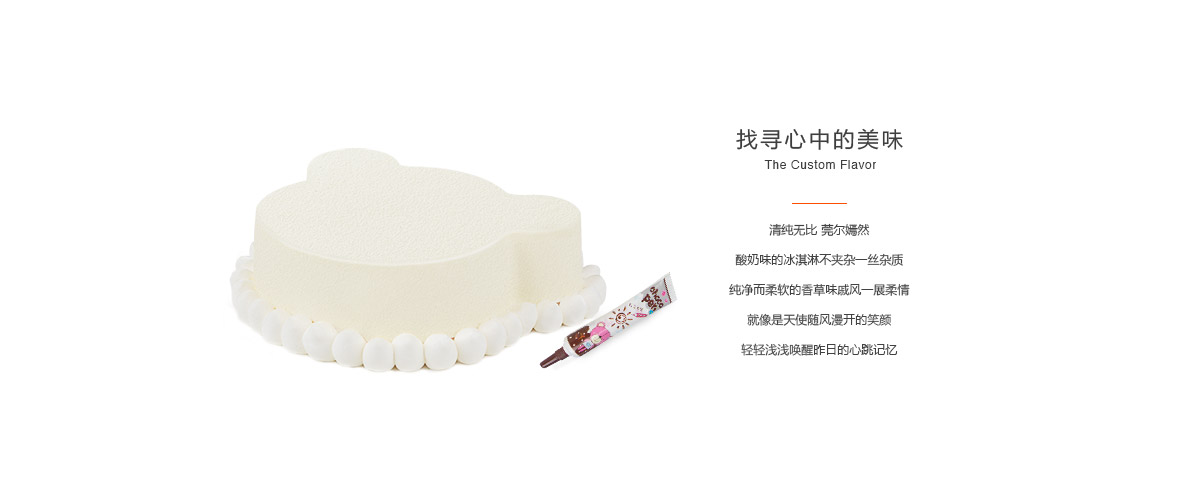 找寻心中的美味
The Custom Flavor
清纯无比 莞尔嫣然
酸奶味的冰淇淋不夹杂一丝杂质
纯净而柔软的香草味戚风一展柔情
就像是天使随风漫开的笑颜
轻轻浅浅唤醒昨日的心跳记忆
choco
Pen